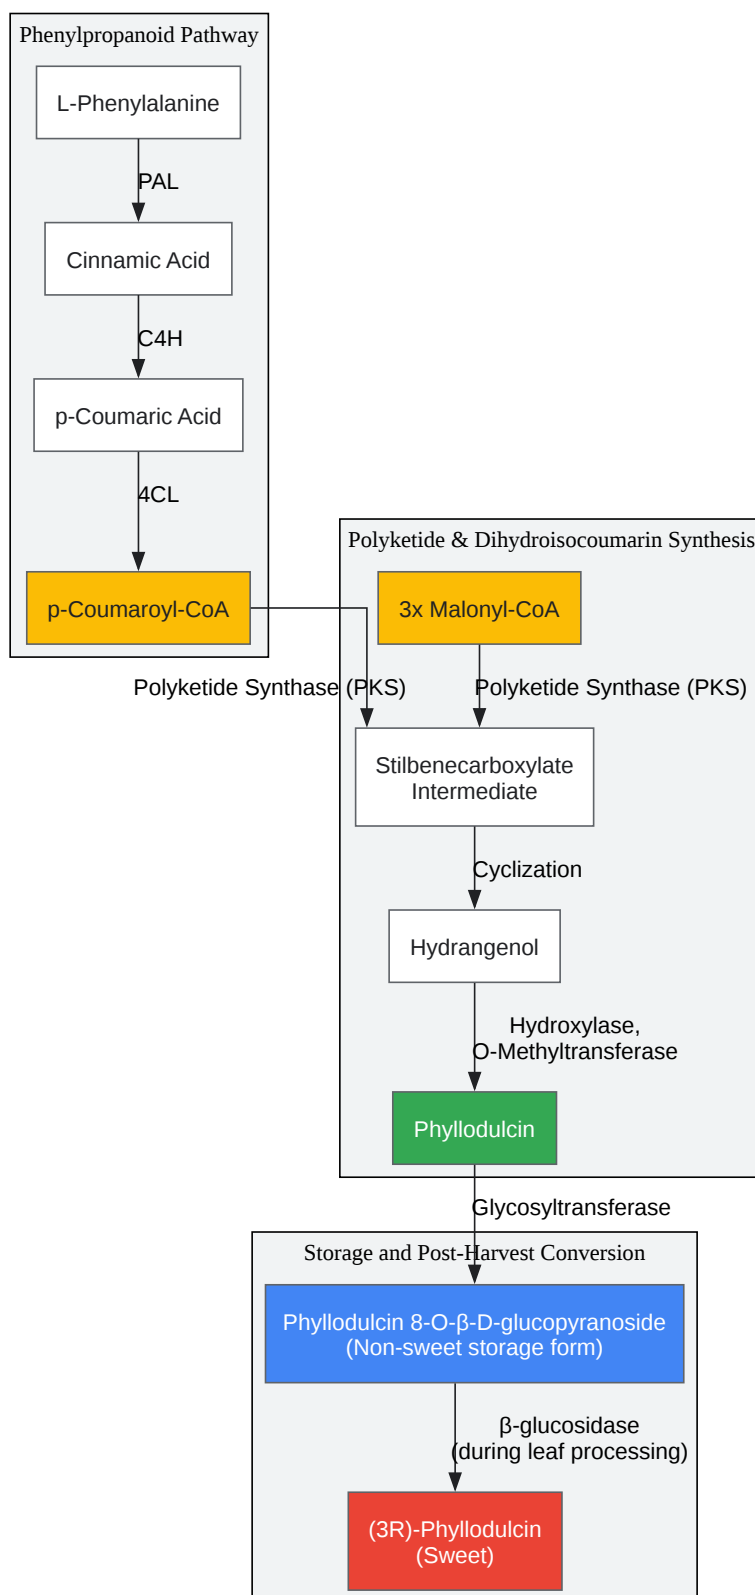 Phenylpropanoid Pathway
L-Phenylalanine
PAL
Cinnamic Acid
C4H
p-Coumaric Acid
4CL
p-Coumaroyl-CoA
Polyketide & Dihydroisocoumarin Synthesis
3x Malonyl-CoA
Polyketide Synthase (PKS)
Polyketide Synthase (PKS)
Stilbenecarboxylate
Intermediate
Cyclization
Hydrangenol
Hydroxylase,
O-Methyltransferase
Phyllodulcin
Glycosyltransferase
Storage and Post-Harvest Conversion
Phyllodulcin 8-O-β-D-glucopyranoside
(Non-sweet storage form)
β-glucosidase
(during leaf processing)
(3R)-Phyllodulcin
(Sweet)